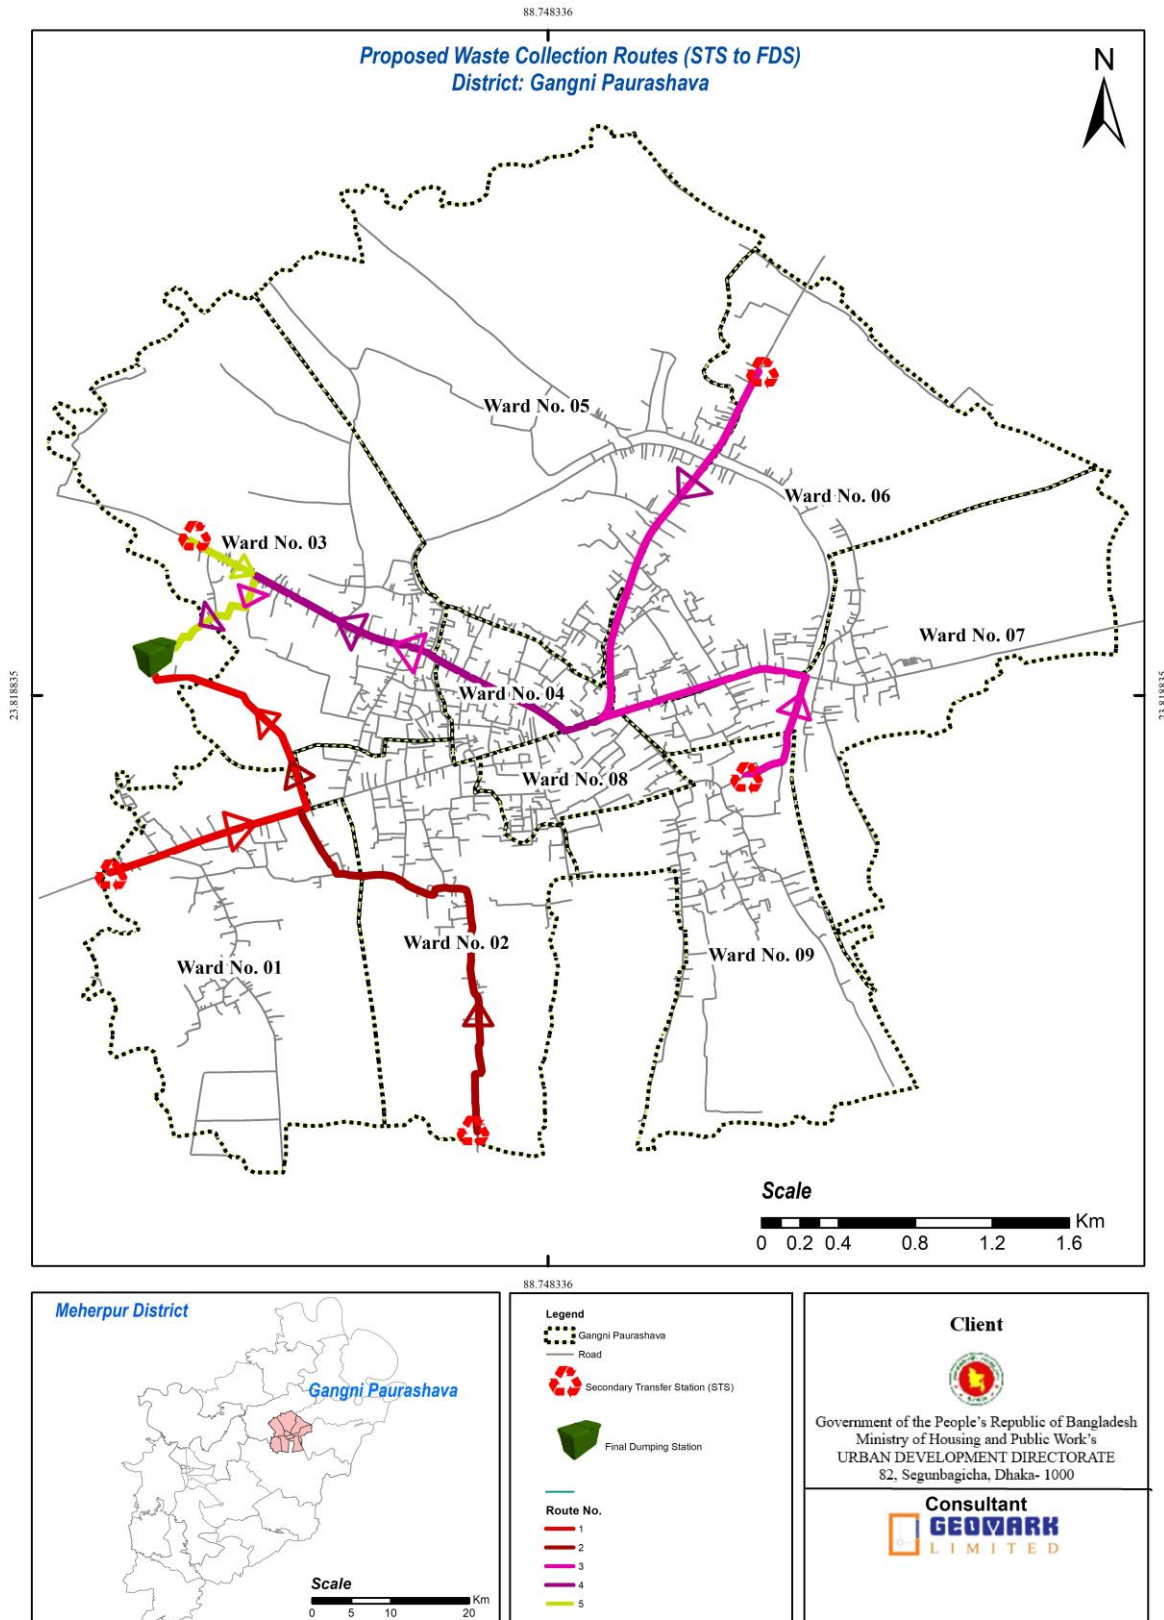 88.748336
Proposed Waste Collection Routes (STS to FDS)
District: Gangni Paurashava
N
Ward No. 05
Ward No. 06
Ward No. 03
Ward No. 07
Ward No. 04
23.818835
23.818835
Ward No. 08
Ward No. 02
Ward No. 09
Ward No. 01
Scale
Km
0 0.2 0.4 0.8 1.2 1.6
88.748336
Meherpur District
Gangni Paurashava
Scale
Km
0 5 10 20
Legend
Gangni Paurashava
Road
Secondary Transfer Station (STS)
Final Dumping Station
Route No.
1
2
3
4
5
Client
Government of the People's Republic of Bangladesh
Ministry of Housing and Public Work's
URBAN DEVELOPMENT DIRECTORATE
82, Segunbagicha, Dhaka- 1000
Consultant
GEOMARK
LIMITED